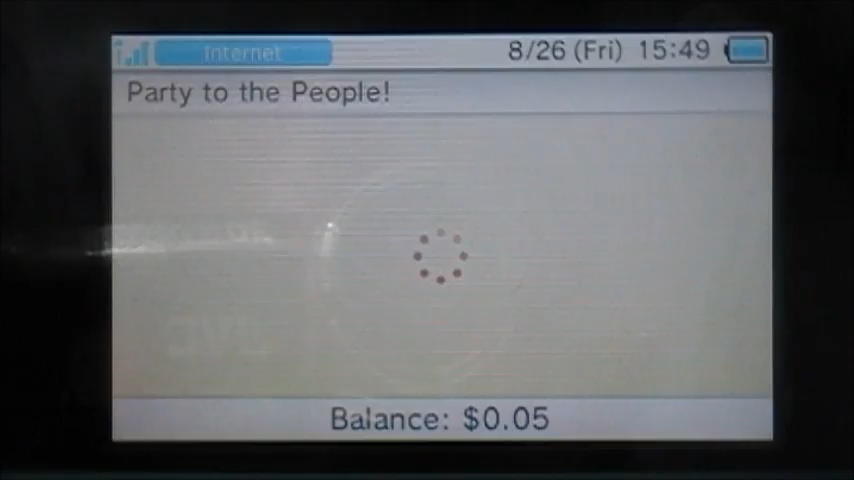 Internet
8/26 (Fri) 15:49
Party to the People!
Balance: $0.05